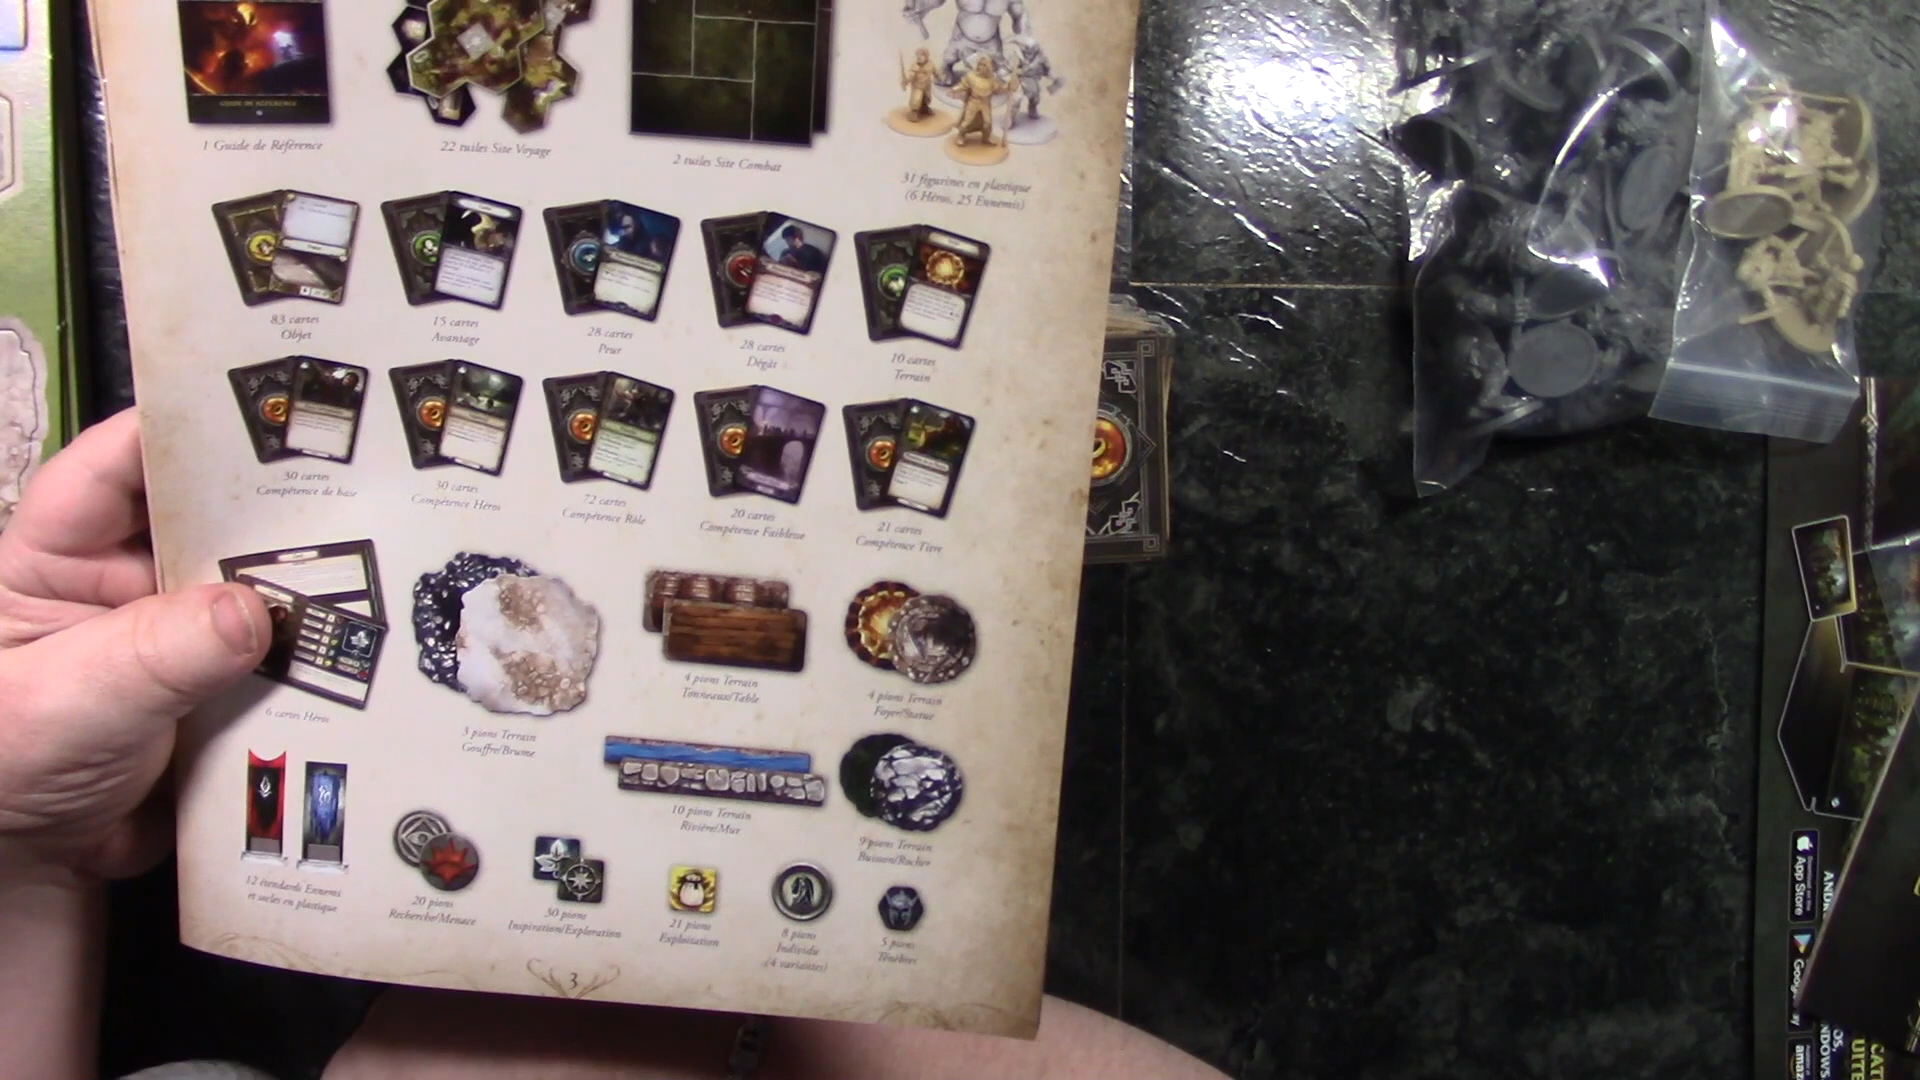 GUIDE DE RÉFÉRENCE
1 Guide de Référence
22 tuiles Site Voyage
2 tuiles Site Combat
31 figurines en plastique
(6 Héros, 25 Ennemis)
83 cartes
Objet
15 cartes
Avantage
28 cartes
Peur
28 cartes
Dégât
10 cartes
Terrain
30 cartes
Compétence de base
30 cartes
Compétence Héros
72 cartes
Compétence Rôle
20 cartes
Compétence Faiblesse
21 cartes
Compétence Titre
6 cartes Héros
3 pions Terrain
Gouffre/Brume
4 pions Terrain
Tonneaux/Table
4 pions Terrain
Foyer/Statue
10 pions Terrain
Rivière/Mur
9 pions Terrain
Buisson/Rocher
12 étendards Ennemi
et socles en plastique
20 pions
Recherche/Menace
30 pions
Inspiration/Exploration
21 pions
Exploitation
8 pions
Individu
(4 variantes)
5 pions
Ténèbres
3
App Store